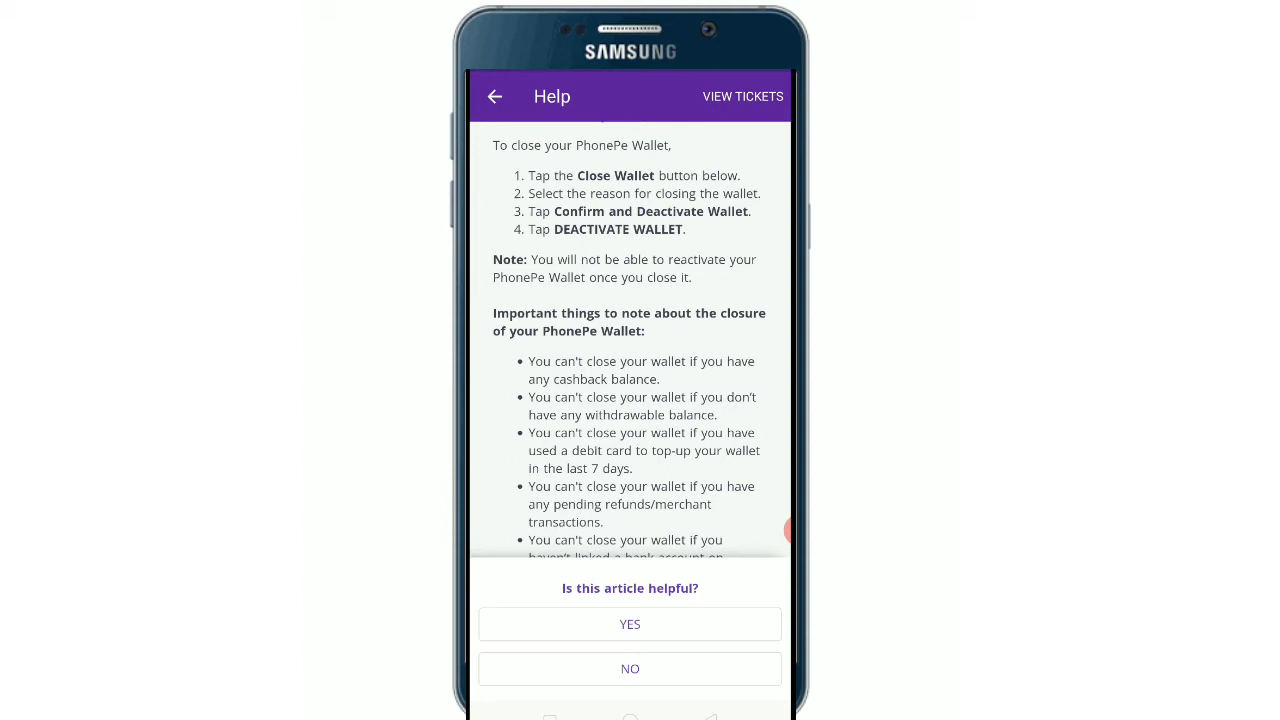 SAMSUNG
Help
VIEW TICKETS
To close your PhonePe Wallet,
1. Tap the Close Wallet button below.
2. Select the reason for closing the wallet.
3. Tap Confirm and Deactivate Wallet.
4. Tap DEACTIVATE WALLET.
Note: You will not be able to reactivate your
PhonePe Wallet once you close it.
Important things to note about the closure
of your PhonePe Wallet:
• You can't close your wallet if you have
any cashback balance.
• You can't close your wallet if you don’t
have any withdrawable balance.
• You can't close your wallet if you have
used a debit card to top-up your wallet
in the last 7 days.
• You can't close your wallet if you have
any pending refunds/merchant
transactions.
• You can't close your wallet if you
haven’t linked a bank account on
Is this article helpful?
YES
NO